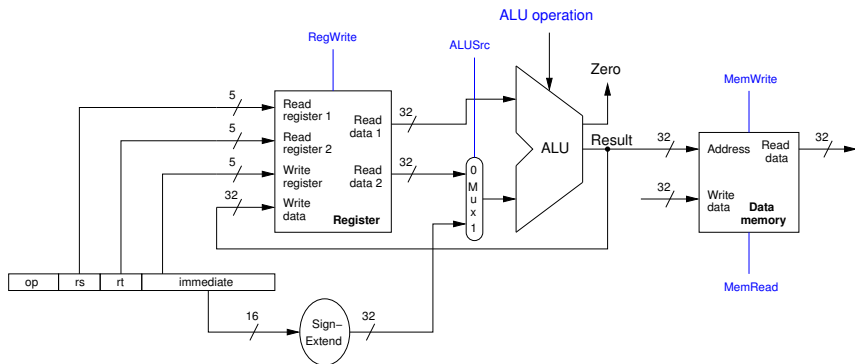 ALU operation
RegWrite
ALUSrc
Zero
MemWrite
5
Read
register 1
32
Read
data 1
5
Read
register 2
Result
32
Address
Read
data
32
ALU
5
Write
register
32
Read
data 2
0
M
u
x
1
32
Write
data
Register
32
Write
data
Data
memory
op
rs
rt
immediate
MemRead
16
Sign-
Extend
32